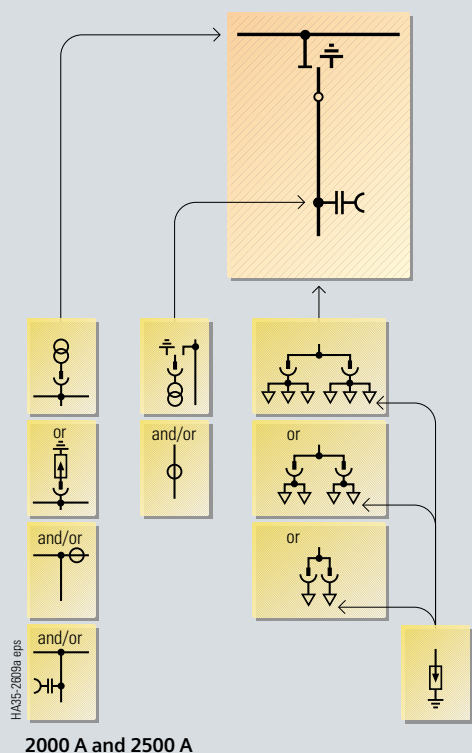 or
and/or
and/or
and/or
or
or
HA35-2609a eps
2000 A and 2500 A